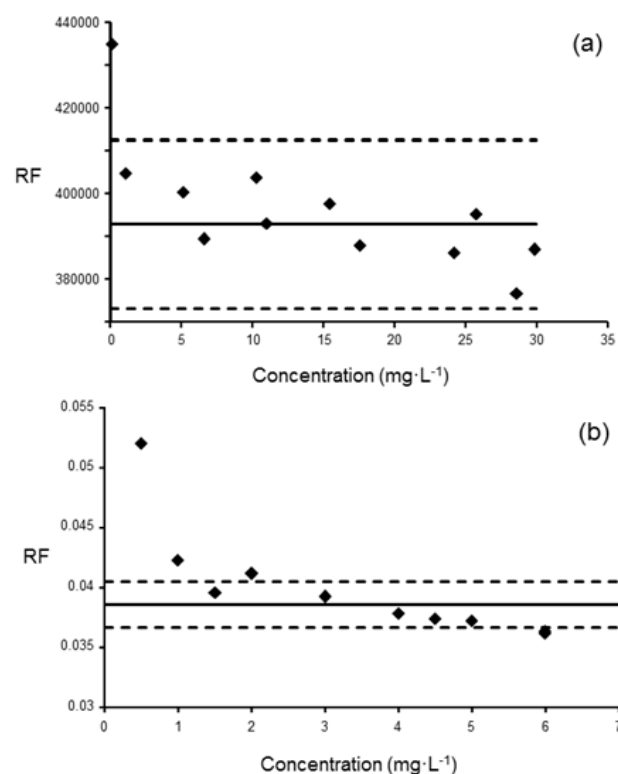 440000
(a)
420000
RF
400000
380000
0 5 10 15 20 25 30 35
Concentration (mg·L⁻¹)
0.055
(b)
0.05
0.045
RF
0.04
0.035
0.03
0 1 2 3 4 5 6 7
Concentration (mg·L⁻¹)